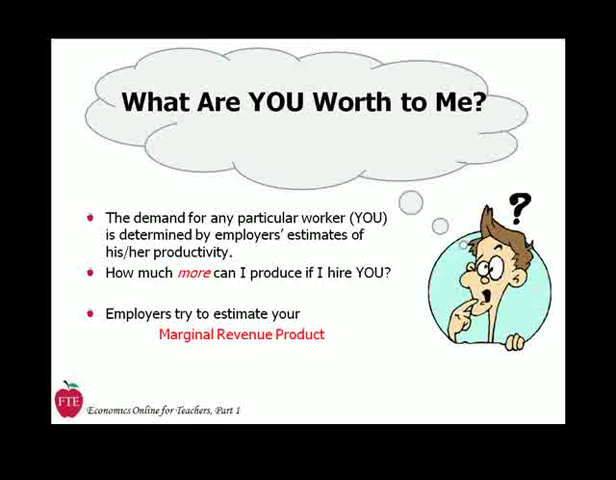 What Are YOU Worth to Me?
?
The demand for any particular worker (YOU)
is determined by employers’ estimates of
his/her productivity.
How much more can I produce if I hire YOU?
Employers try to estimate your
Marginal Revenue Product
FTE
Economics Online for Teachers, Part 1